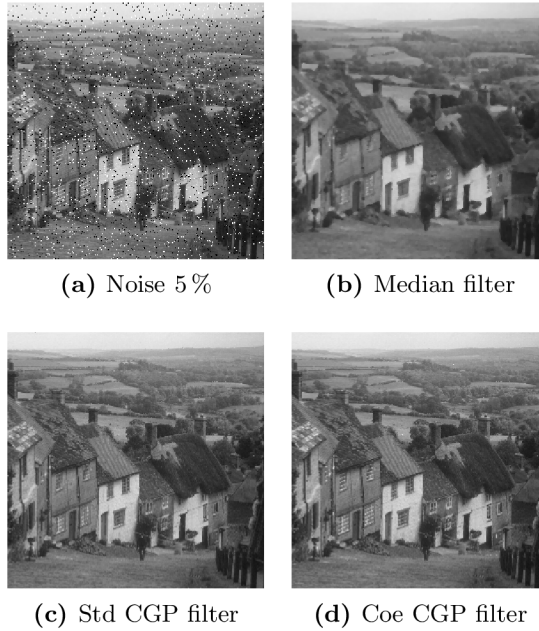 (a) Noise 5 %
(b) Median filter
(c) Std CGP filter
(d) Coe CGP filter